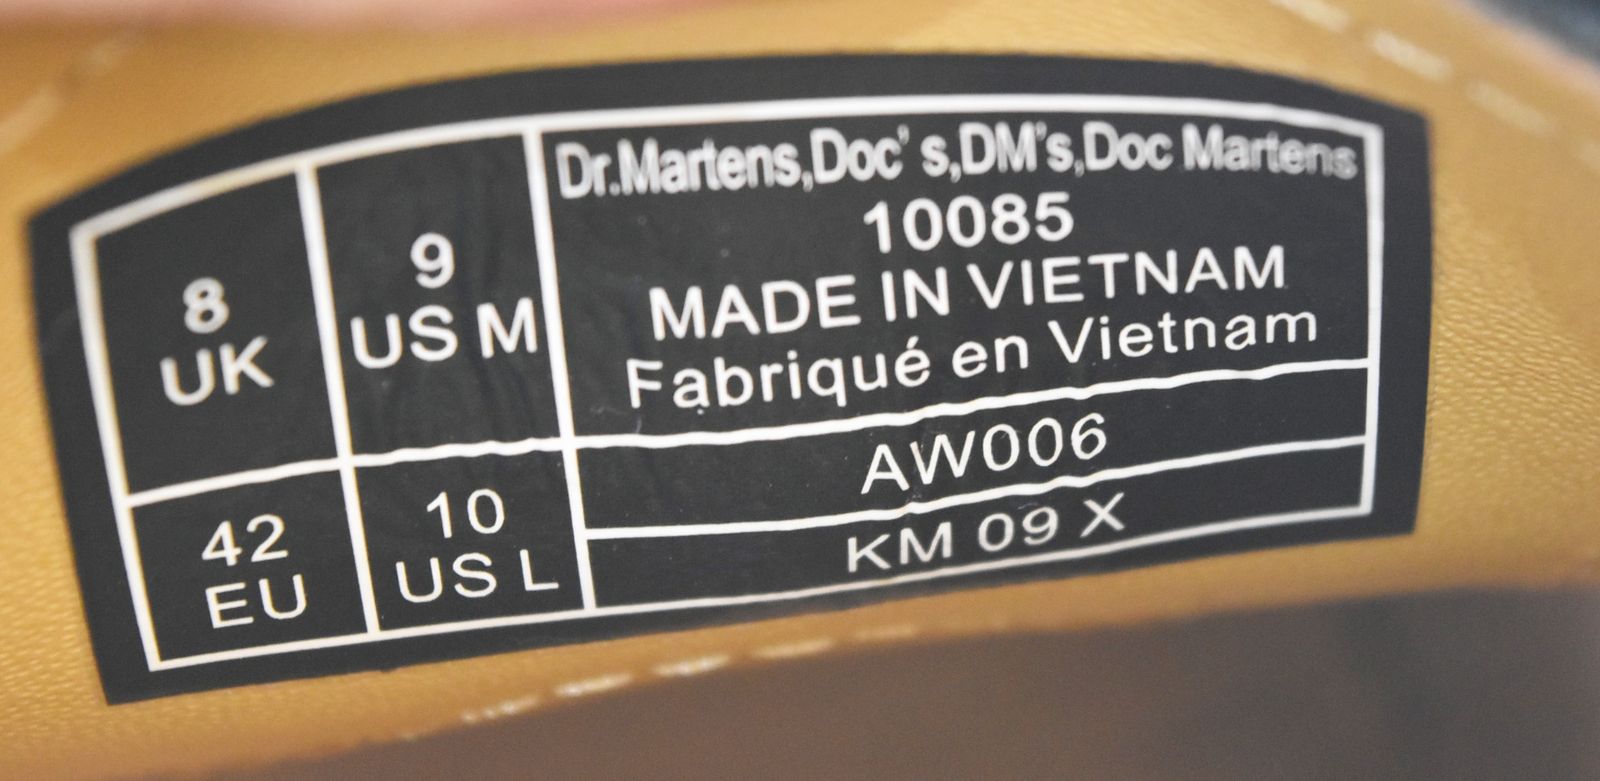 8
UK
9
US M
42
EU
10
US L
Dr.Martens,Doc' s,DM's,Doc Martens
10085
MADE IN VIETNAM
Fabriqué en Vietnam
AW006
KM 09 X